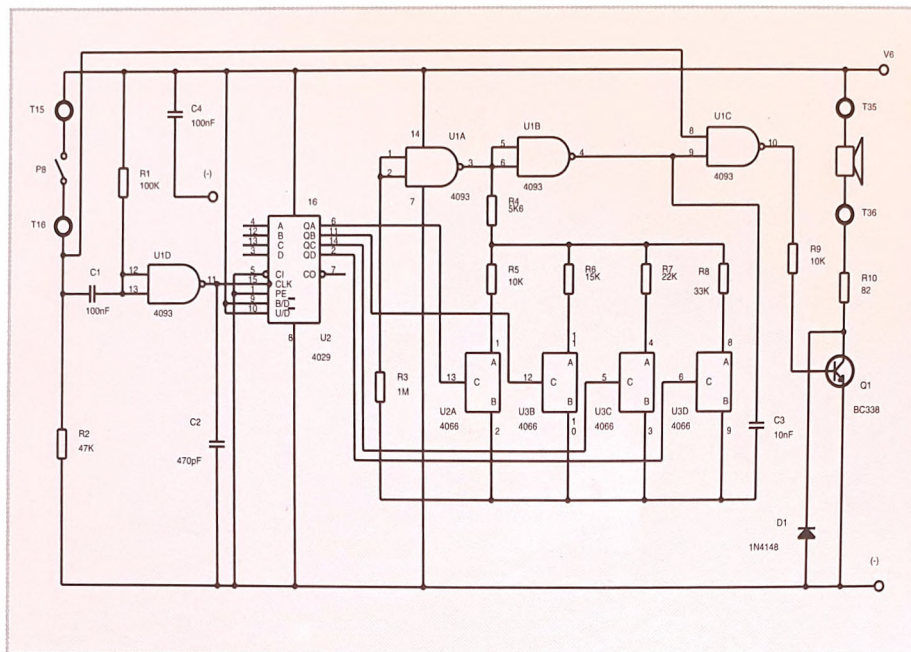 V6
T15
P8
T16
C4
100nF
(-)
R1
100K
C1
100nF
12
13
U1D
11
4093
R2
47K
C2
470pF
16
4
12
13
3
A
B
C
D
QA
QB
QC
QD
6
11
14
2
5
15
1
9
10
CI
CLK
PE
B/D
U/D
CO
7
8
U2
4029
14
1
2
U1A
3
4093
7
R3
1M
R4
5K6
5
6
U1B
4
4093
R5
10K
R6
15K
R7
22K
R8
33K
13
1
A
C
B
2
U2A
4066
12
1
1
A
C
B
1
0
U3B
4066
5
4
A
C
B
3
U3C
4066
6
8
A
C
B
9
U3D
4066
C3
10nF
U1C
8
9
10
4093
R9
10K
T35
T36
R10
82
Q1
BC338
D1
1N4148
(-)